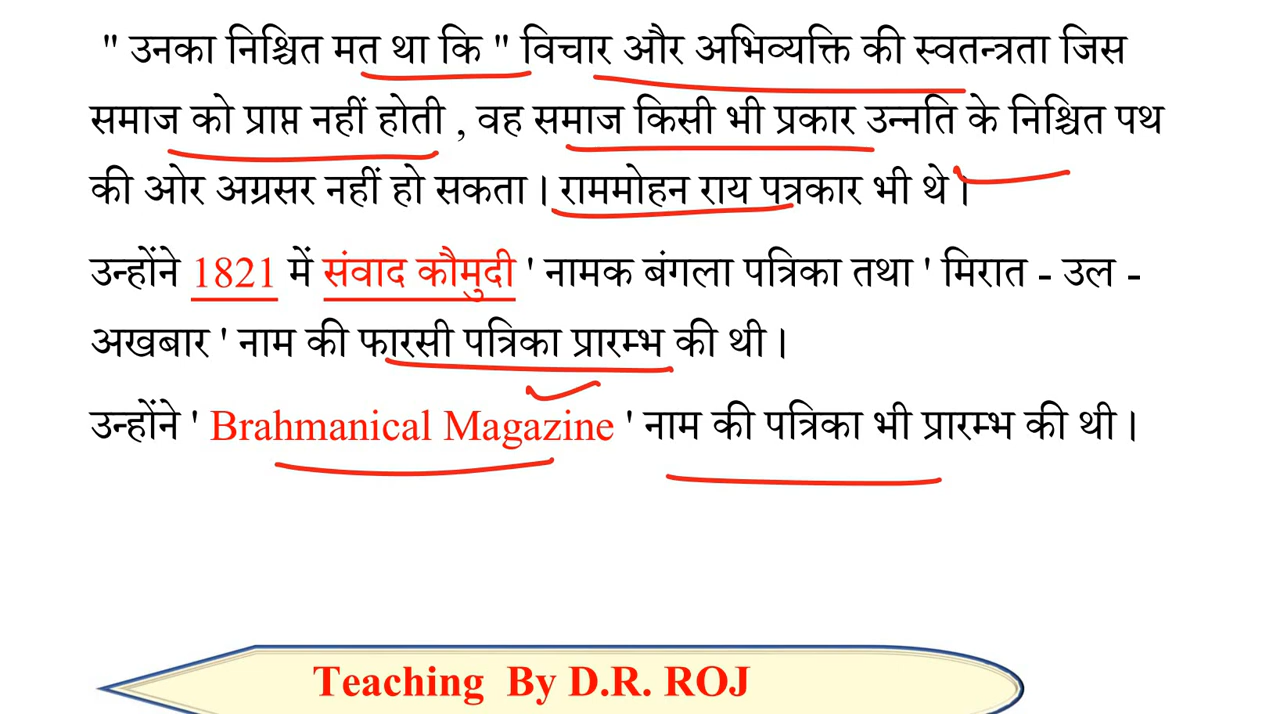 " उनका निश्चित मत था कि " विचार और अभिव्यक्ति की स्वतन्त्रता जिस
समाज को प्राप्त नहीं होती , वह समाज किसी भी प्रकार उन्नति के निश्चित पथ
की ओर अग्रसर नहीं हो सकता । राममोहन राय पत्रकार भी थे ।
उन्होंने 1821 में संवाद कौमुदी ' नामक बंगला पत्रिका तथा ' मिरात - उल -
अखबार ' नाम की फारसी पत्रिका प्रारम्भ की थी ।
उन्होंने ' Brahmanical Magazine ' नाम की पत्रिका भी प्रारम्भ की थी ।
Teaching By D.R. ROJ